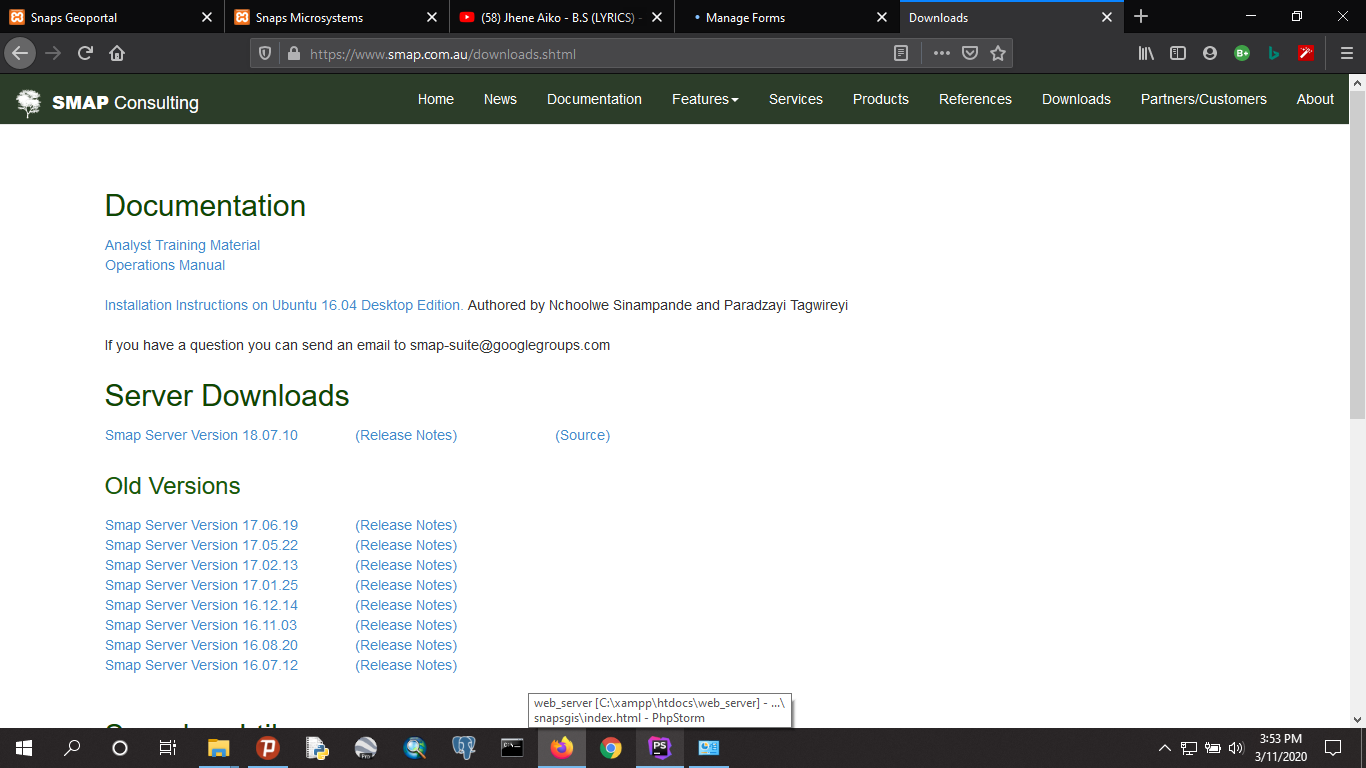 Snaps Geoportal
Snaps Microsystems
(58) Jhene Aiko - B.S (LYRICS) -
Manage Forms
Downloads
https://www.smap.com.au/downloads.shtml
SMAP Consulting
Home News Documentation Features Services Products References Downloads Partners/Customers About
Documentation
Analyst Training Material
Operations Manual
Installation Instructions on Ubuntu 16.04 Desktop Edition. Authored by Nchoolwe Sinampande and Paradzayi Tagwireyi
If you have a question you can send an email to smap-suite@googlegroups.com
Server Downloads
Smap Server Version 18.07.10 (Release Notes) (Source)
Old Versions
Smap Server Version 17.06.19 (Release Notes)
Smap Server Version 17.05.22 (Release Notes)
Smap Server Version 17.02.13 (Release Notes)
Smap Server Version 17.01.25 (Release Notes)
Smap Server Version 16.12.14 (Release Notes)
Smap Server Version 16.11.03 (Release Notes)
Smap Server Version 16.08.20 (Release Notes)
Smap Server Version 16.07.12 (Release Notes)
web_server [C:\xampp\htdocs\web_server] - ...\
snapsgis\index.html - PhpStorm
3:53 PM
3/11/2020